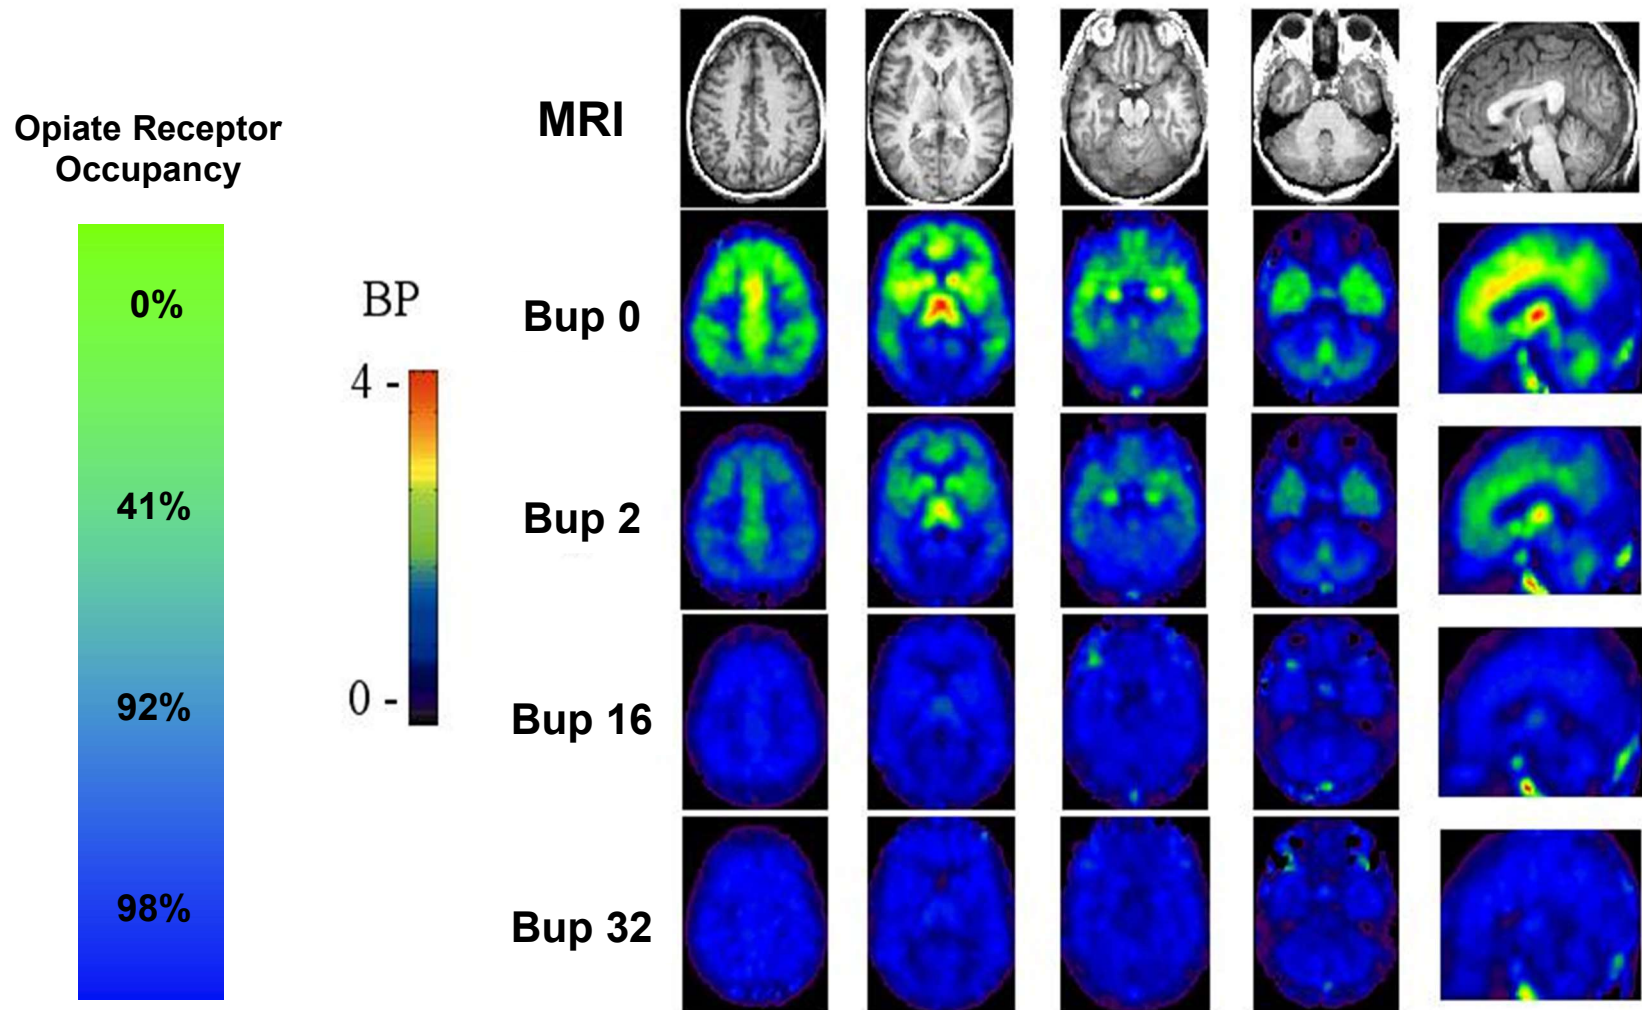 Opiate Receptor
Occupancy
0%
41%
92%
98%
BP
4 -
0 -
MRI
Bup 0
Bup 2
Bup 16
Bup 32